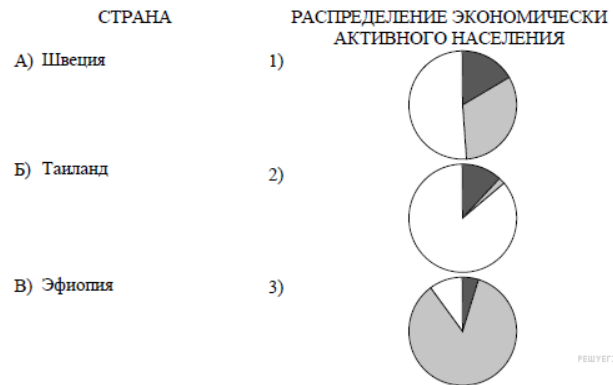 СТРАНА
РАСПРЕДЕЛЕНИЕ ЭКОНОМИЧЕСКИ
АКТИВНОГО НАСЕЛЕНИЯ
А) Швеция
1)
Б) Таиланд
2)
В) Эфиопия
3)